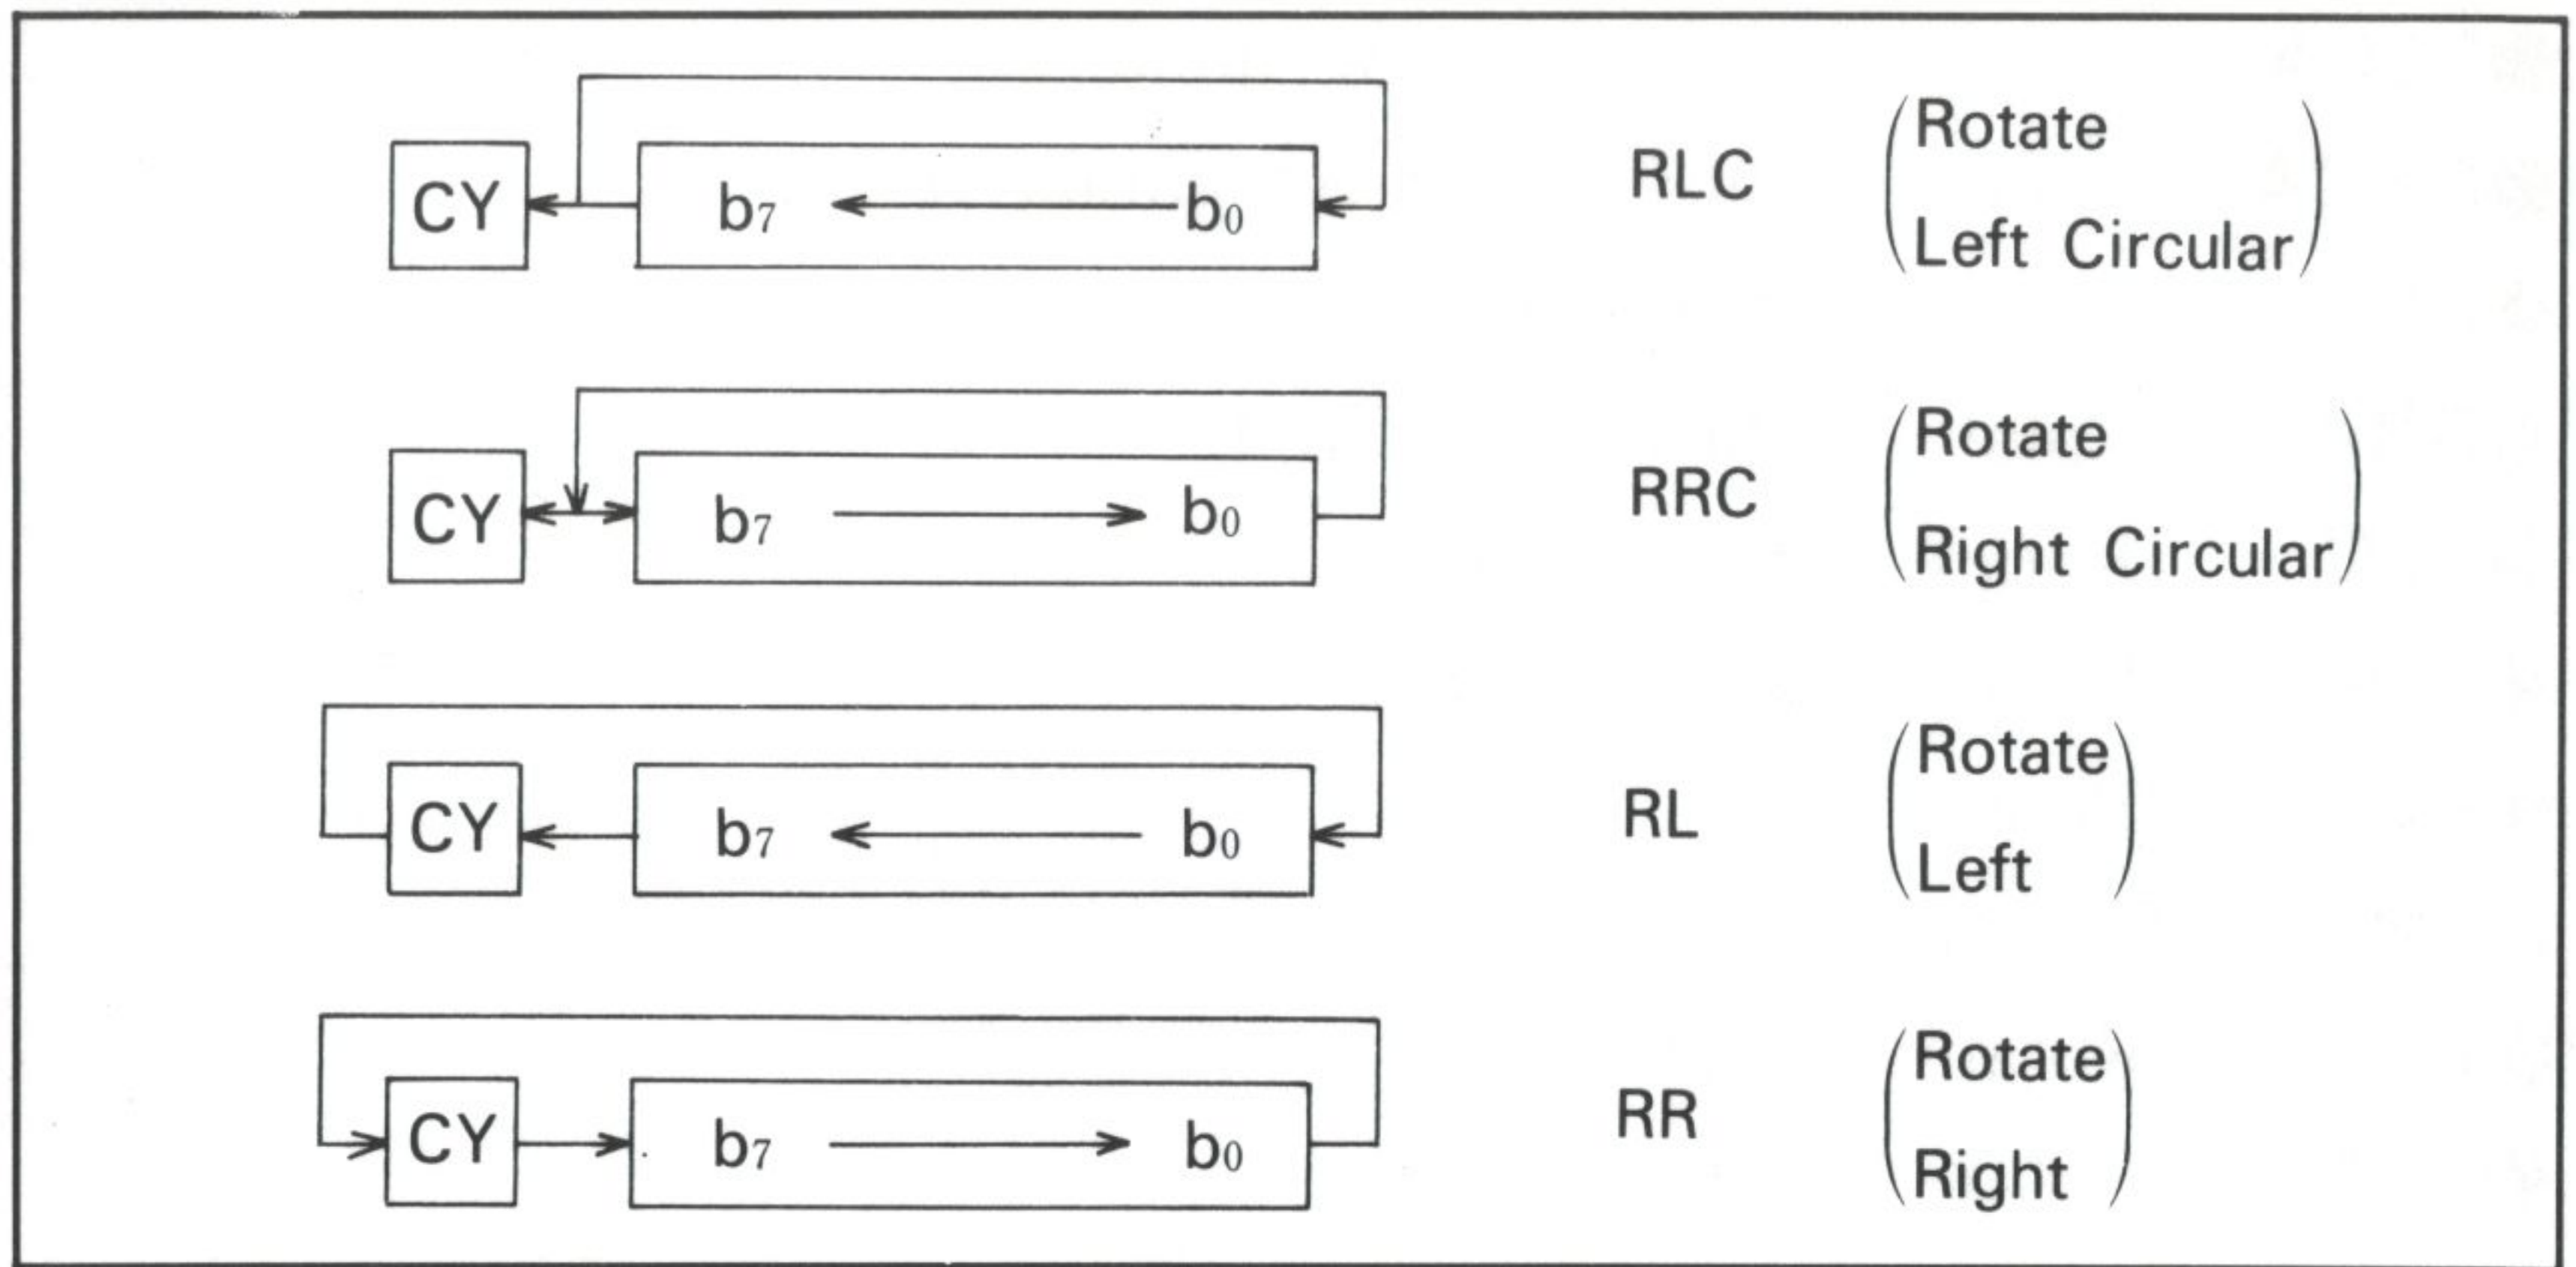 CY b₇ b₀ RLC (Rotate
Left Circular)
CY b₇ b₀ RRC (Rotate
Right Circular)
CY b₇ b₀ RL (Rotate
Left)
CY b₇ b₀ RR (Rotate
Right)